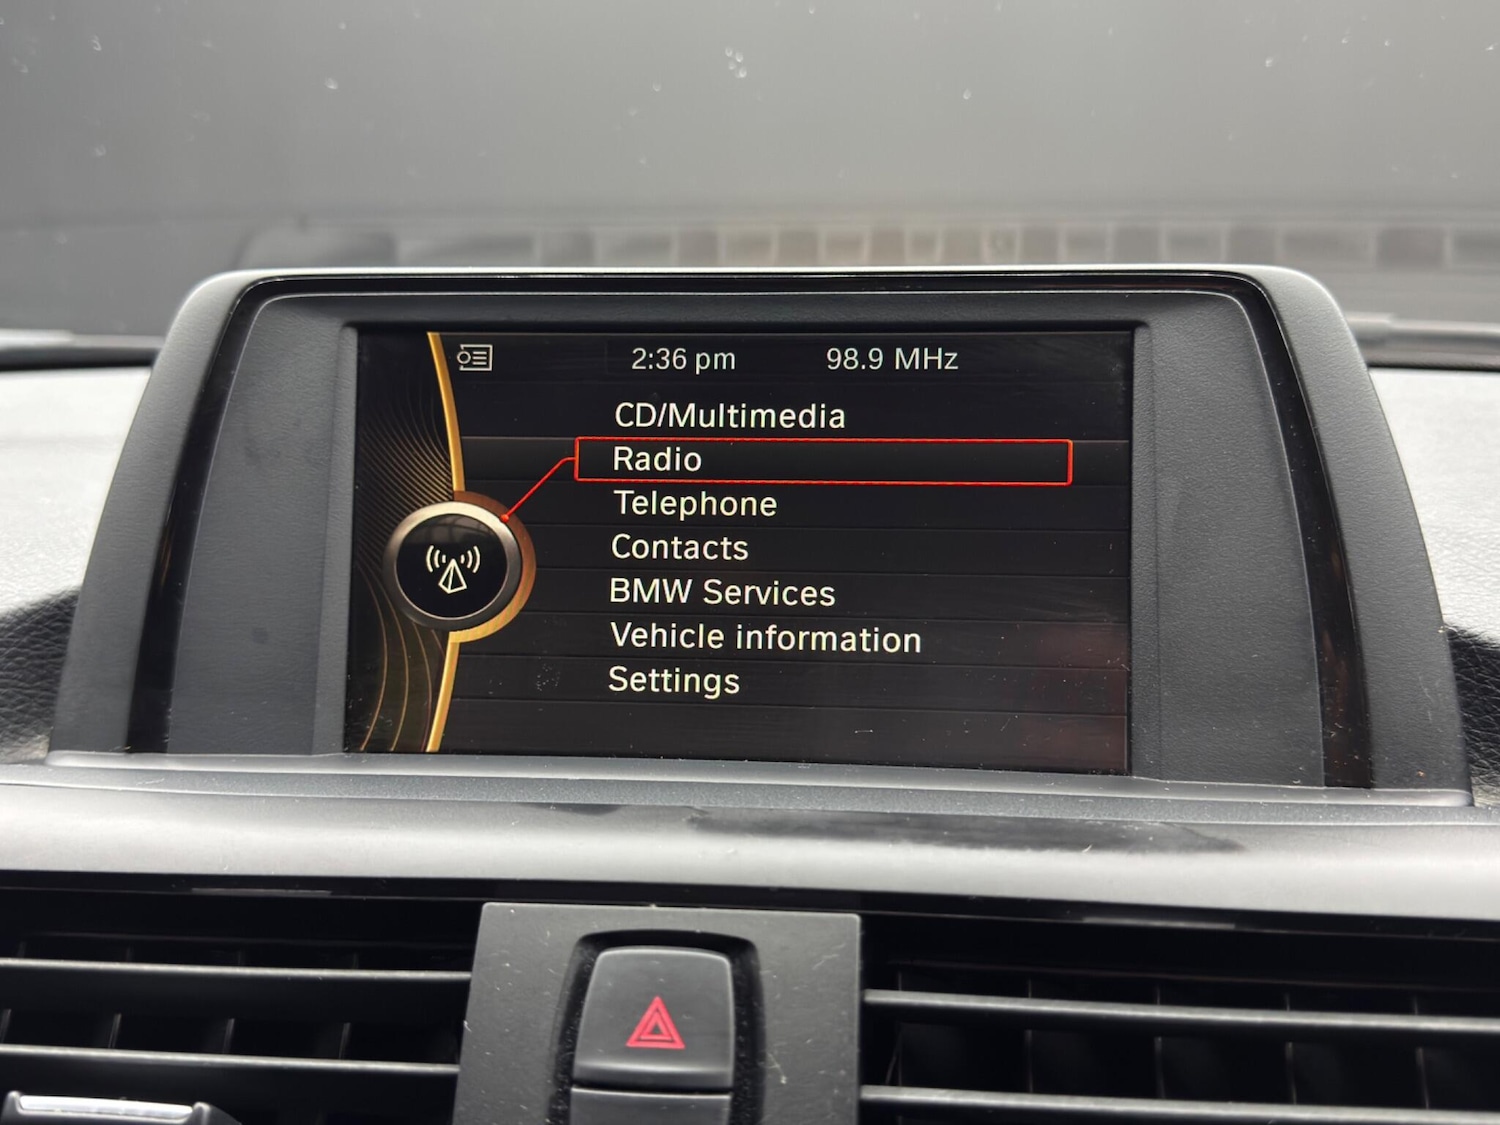 2:36 pm 98.9 MHz
CD/Multimedia
Radio
Telephone
Contacts
BMW Services
Vehicle information
Settings